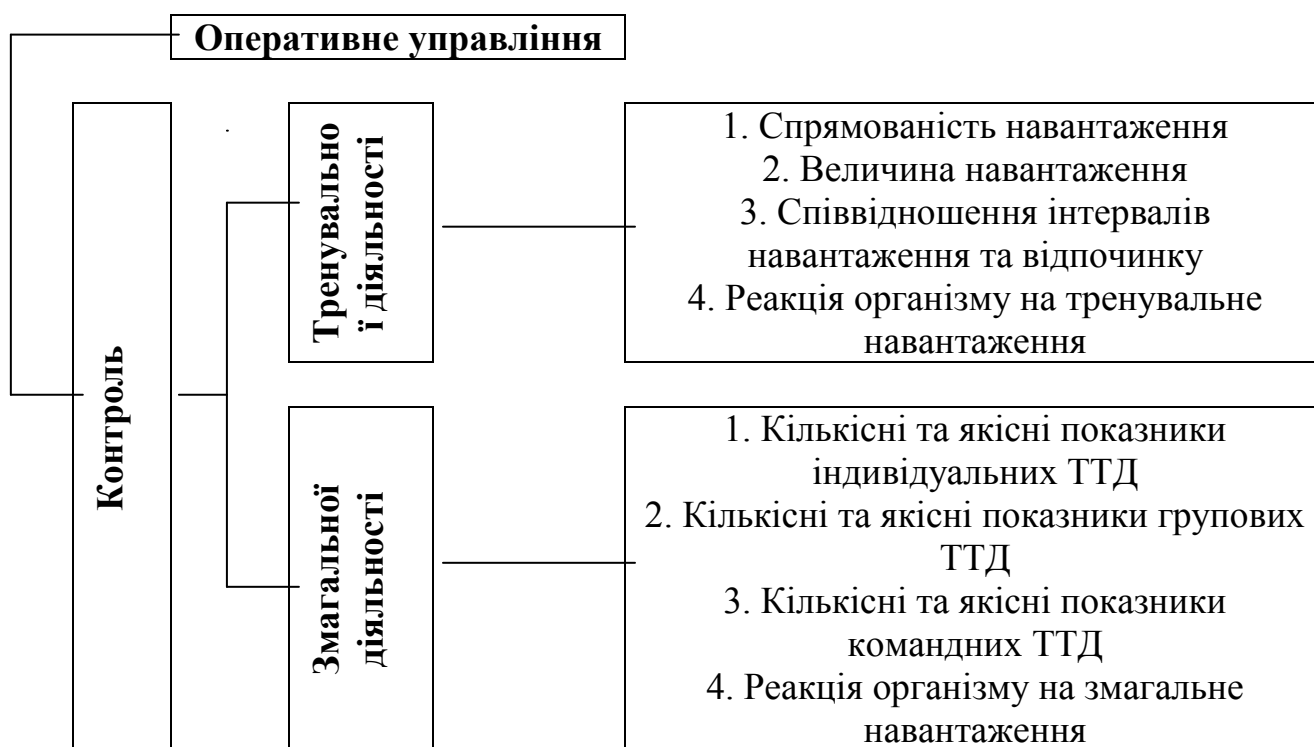 Оперативне управління
Контроль
Тренувально
ї діяльності
1. Спрямованість навантаження
2. Величина навантаження
3. Співвідношення інтервалів
навантаження та відпочинку
4. Реакція організму на тренувальне
навантаження
Змагальної
діяльності
1. Кількісні та якісні показники
індивідуальних ТТД
2. Кількісні та якісні показники групових
ТТД
3. Кількісні та якісні показники
командних ТТД
4. Реакція організму на змагальне
навантаження